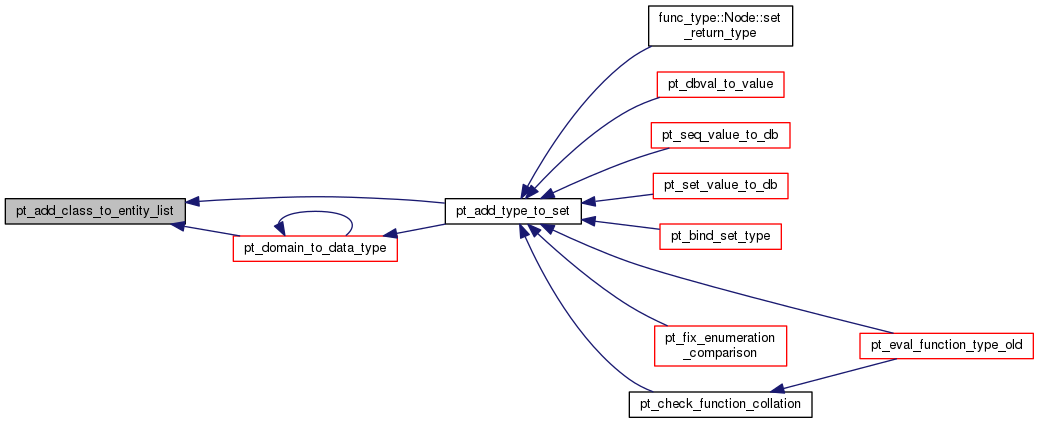 func_type::Node::set
_return_type
pt_dbval_to_value
pt_seq_value_to_db
pt_set_value_to_db
pt_add_class_to_entity_list
pt_add_type_to_set
pt_bind_set_type
pt_domain_to_data_type
pt_fix_enumeration
_comparison
pt_eval_function_type_old
pt_check_function_collation